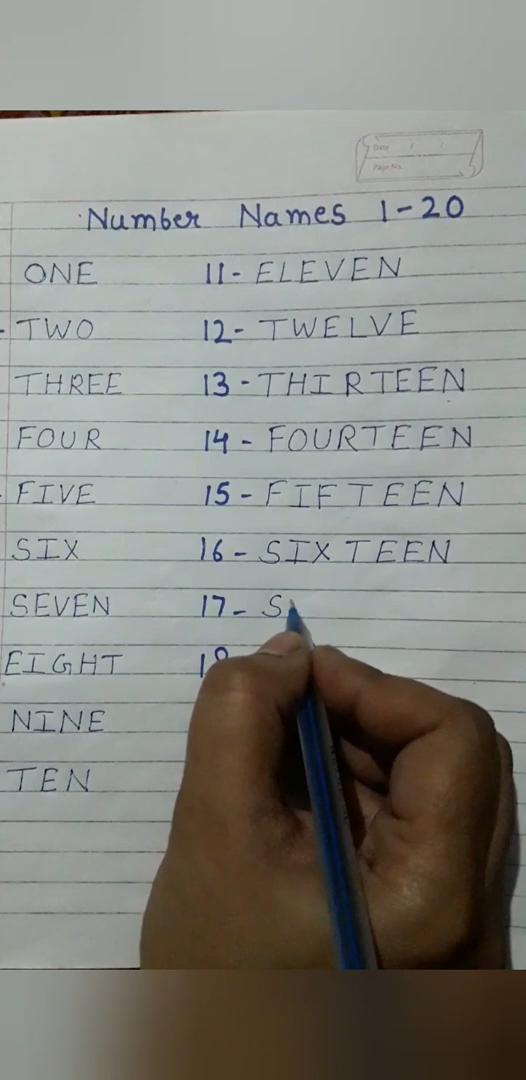 Date / /
Page No.
Number Names 1-20
ONE 11- ELEVEN
- TWO 12- TWELVE
THREE 13- THIRTEEN
FOUR 14- FOURTEEN
- FIVE 15- FIFTEEN
SIX 16- SIXTEEN
SEVEN 17- S
EIGHT 18
NINE
TEN